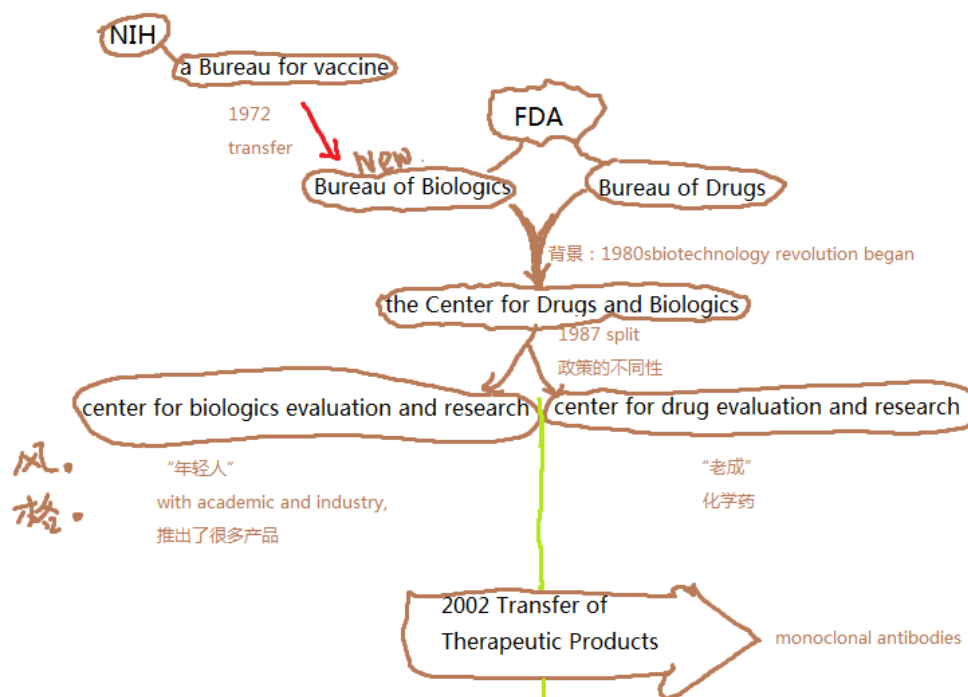 NIH
a Bureau for vaccine
1972
transfer
FDA
New.
Bureau of Biologics
Bureau of Drugs
背景：1980sbiotechnology revolution began
the Center for Drugs and Biologics
1987 split
政策的不同性
center for biologics evaluation and research
center for drug evaluation and research
风.
格.
“年轻人”
with academic and industry,
推出了很多产品
“老成”
化学药
2002 Transfer of
Therapeutic Products
monoclonal antibodies